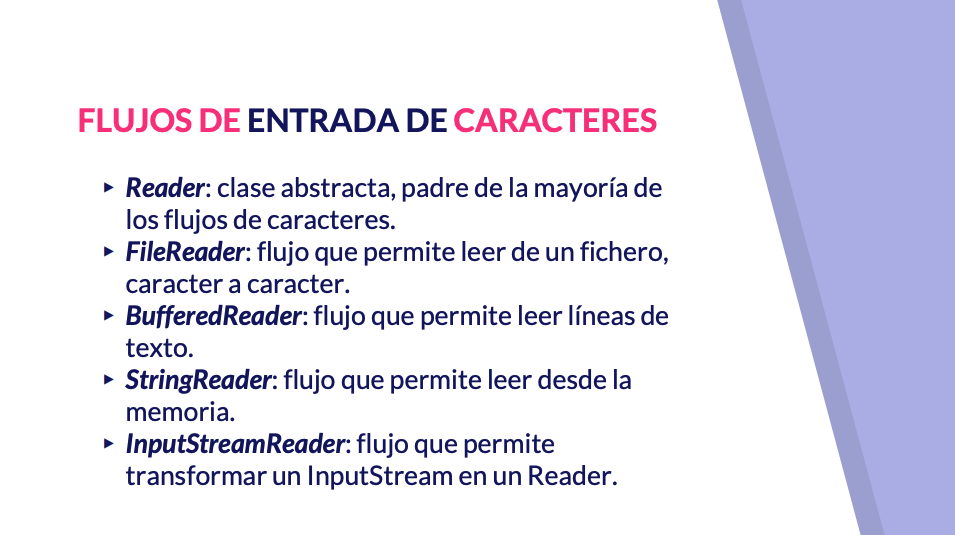 FLUJOS DE ENTRADA DE CARACTERES
▸ Reader: clase abstracta, padre de la mayoría de
los flujos de caracteres.
▸ FileReader: flujo que permite leer de un fichero,
caracter a caracter.
▸ BufferedReader: flujo que permite leer líneas de
texto.
▸ StringReader: flujo que permite leer desde la
memoria.
▸ InputStreamReader: flujo que permite
transformar un InputStream en un Reader.